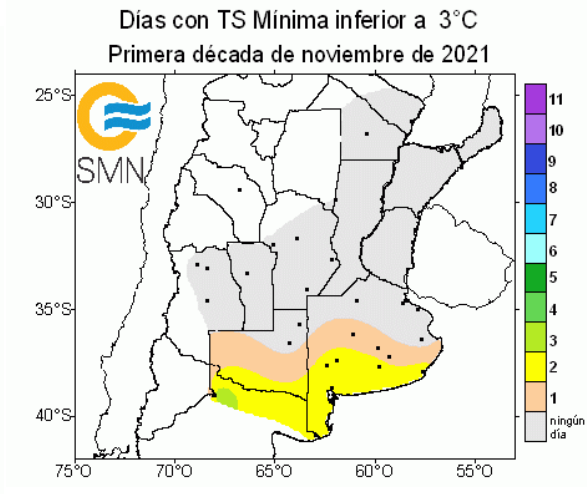 Días con TS Mínima inferior a 3°C
Primera década de noviembre de 2021
25°S
30°S
35°S
40°S
75°O
70°O
65°O
60°O
55°O
SMN
11
10
9
8
7
6
5
4
3
2
1
ningún
día